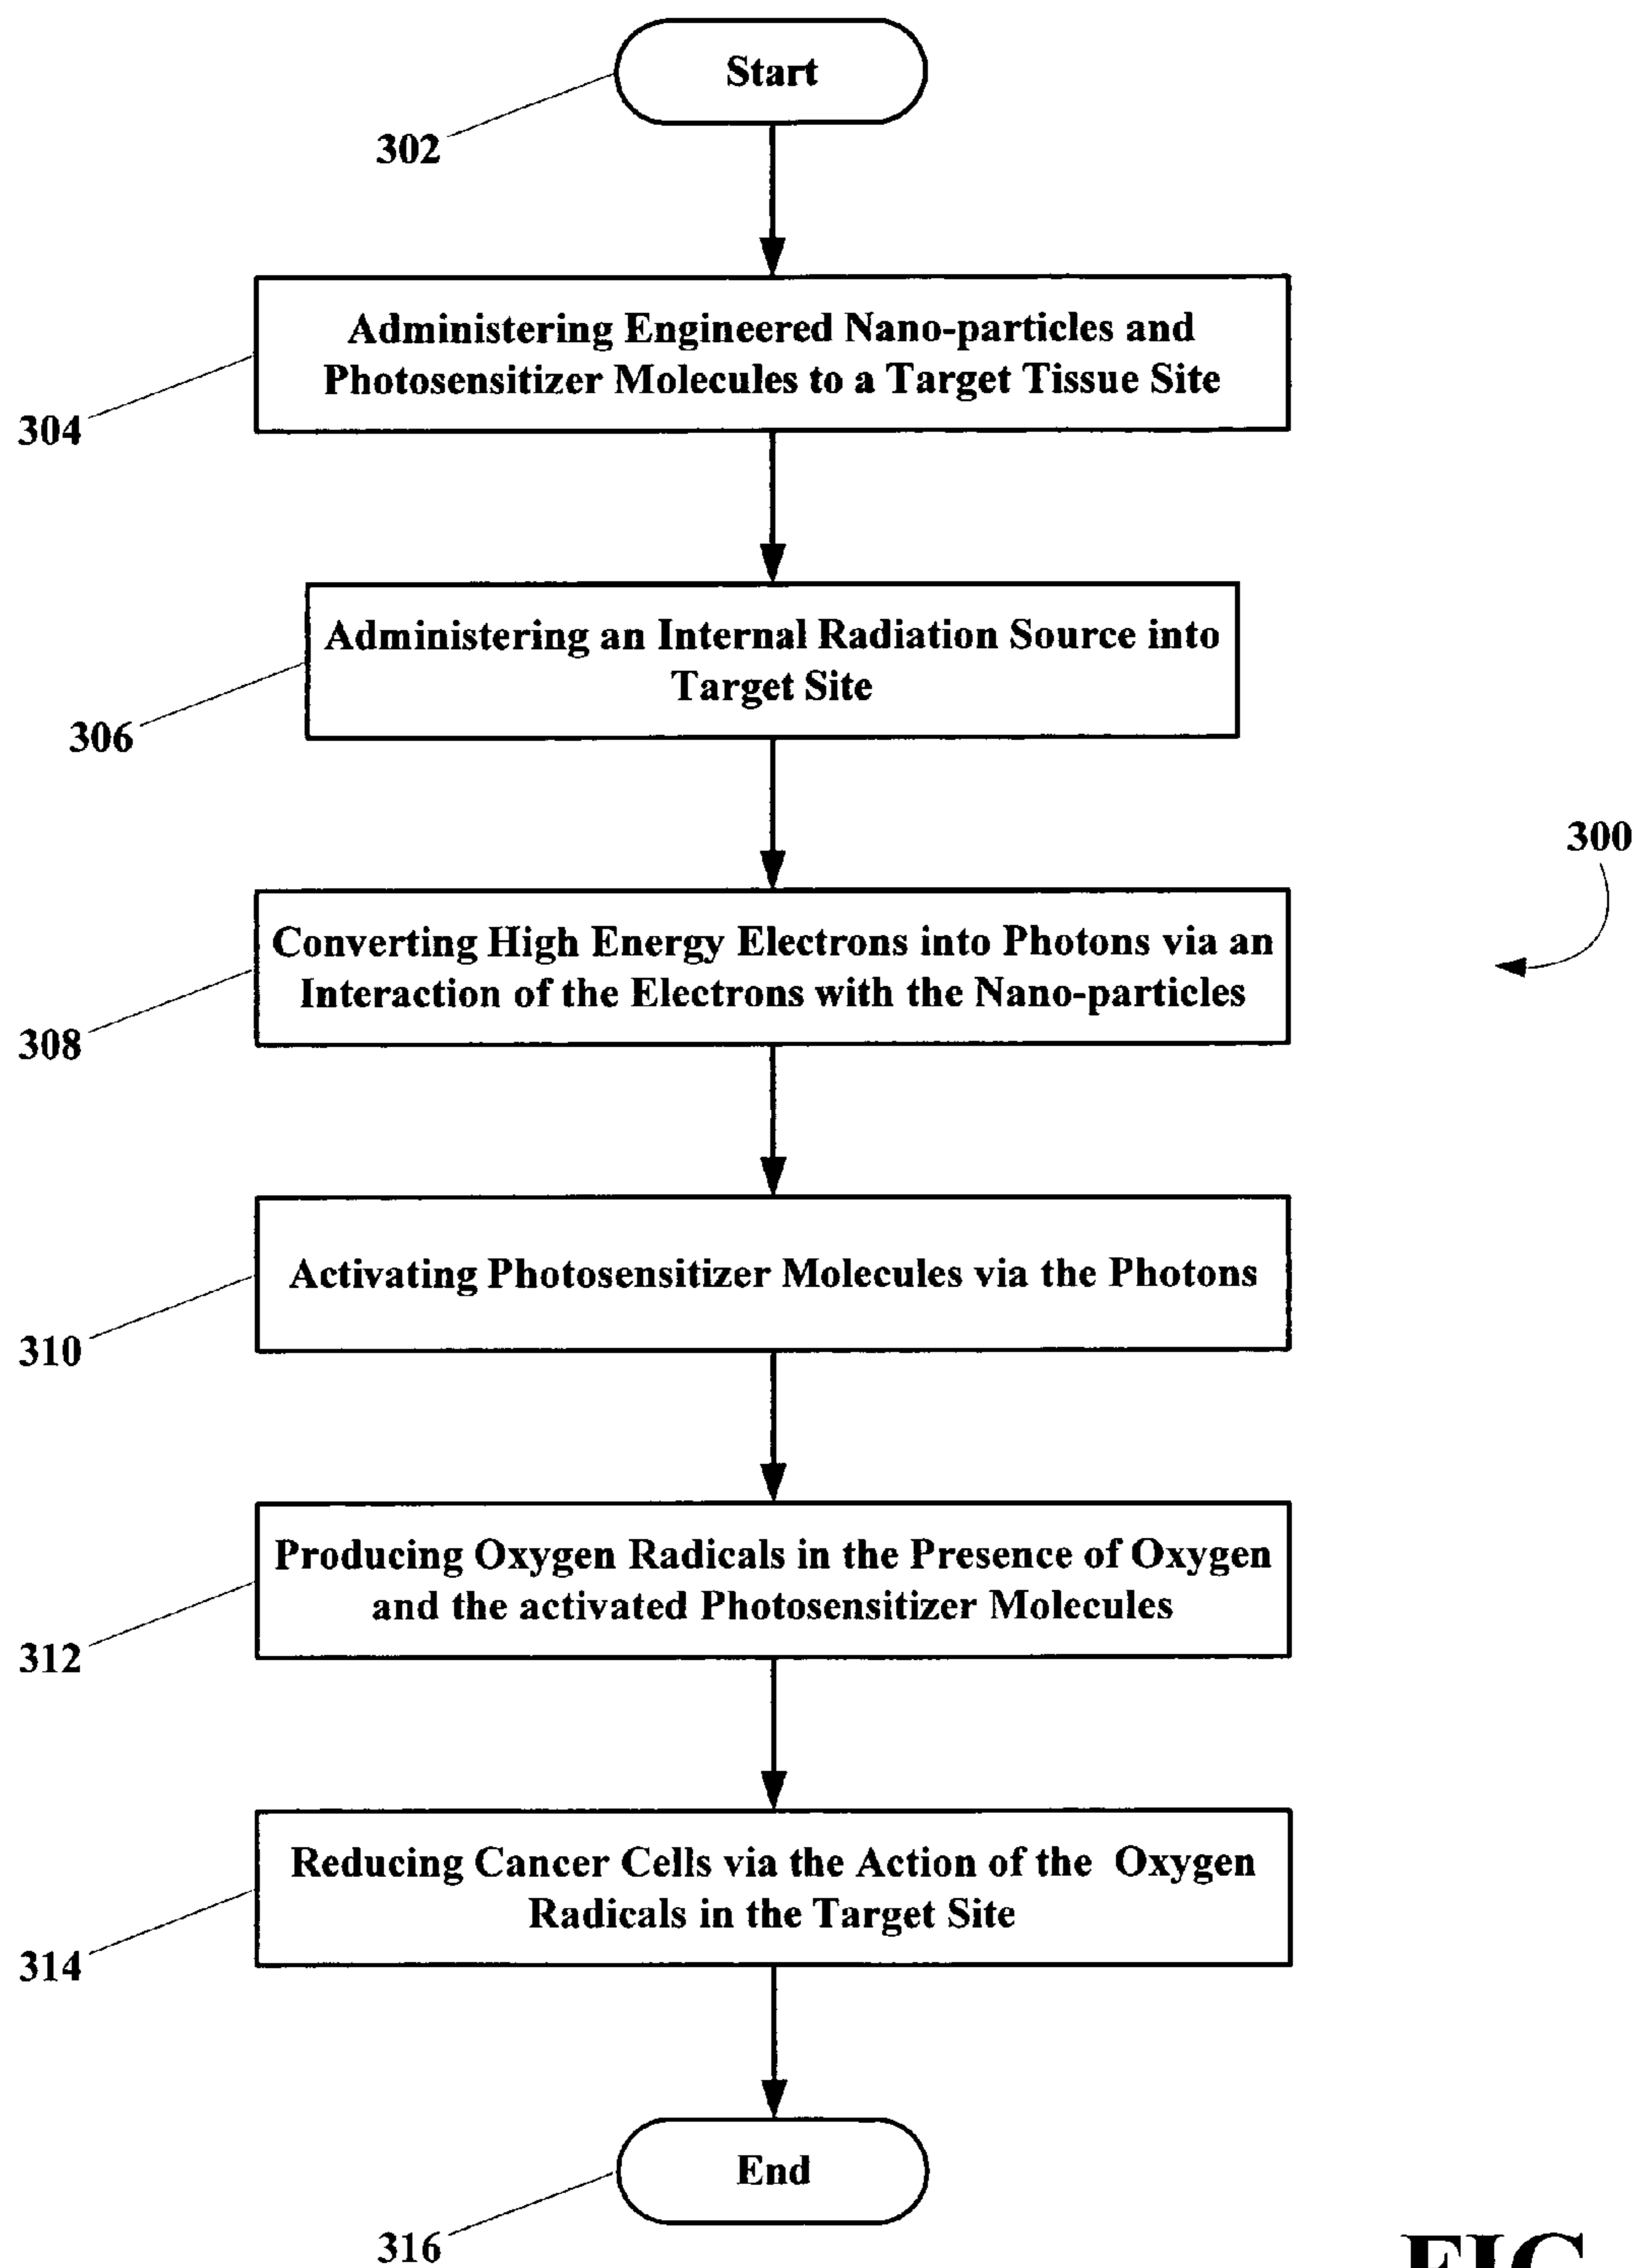 Start
302
Administering Engineered Nano-particles and
Photosensitizer Molecules to a Target Tissue Site
304
Administering an Internal Radiation Source into
Target Site
306
300
Converting High Energy Electrons into Photons via an
Interaction of the Electrons with the Nano-particles
308
Activating Photosensitizer Molecules via the Photons
310
Producing Oxygen Radicals in the Presence of Oxygen
and the activated Photosensitizer Molecules
312
Reducing Cancer Cells via the Action of the Oxygen
Radicals in the Target Site
314
End
316
FIG